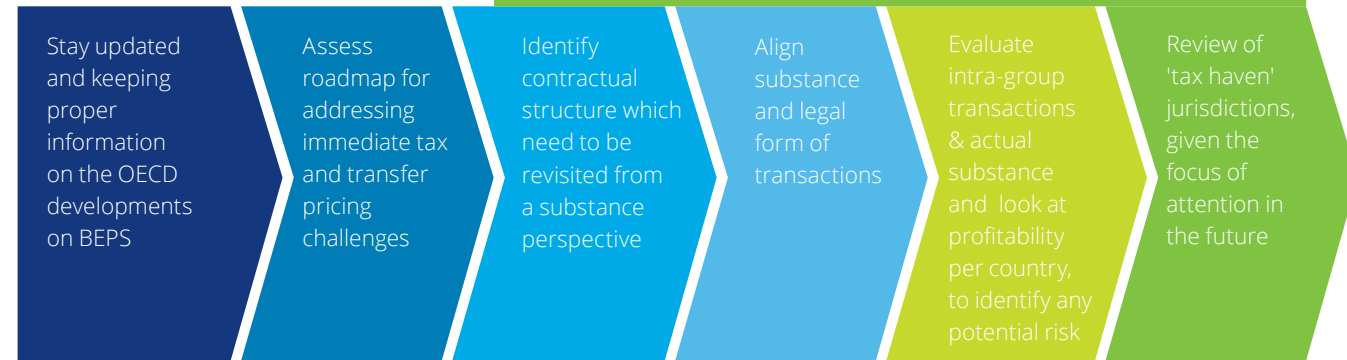 Stay updated
and keeping
proper
information
on the OECD
developments
on BEPS
Assess
roadmap for
addressing
immediate tax
and transfer
pricing
challenges
Identify
contractual
structure which
need to be
revisited from
a substance
perspective
Align
substance
and legal
form of
transactions
Evaluate
intra-group
transactions
& actual
substance
and look at
profitability
per country,
to identify any
potential risk
Review of
'tax haven'
jurisdictions,
given the
focus of
attention in
the future